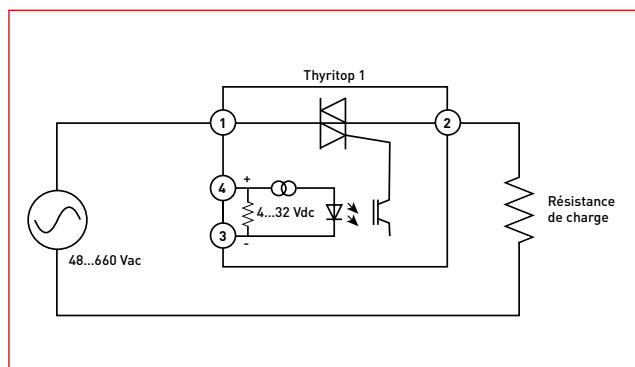 Thyritop 1
1
2
4
+
4...32 Vdc
3
-
48...660 Vac
Résistance
de charge